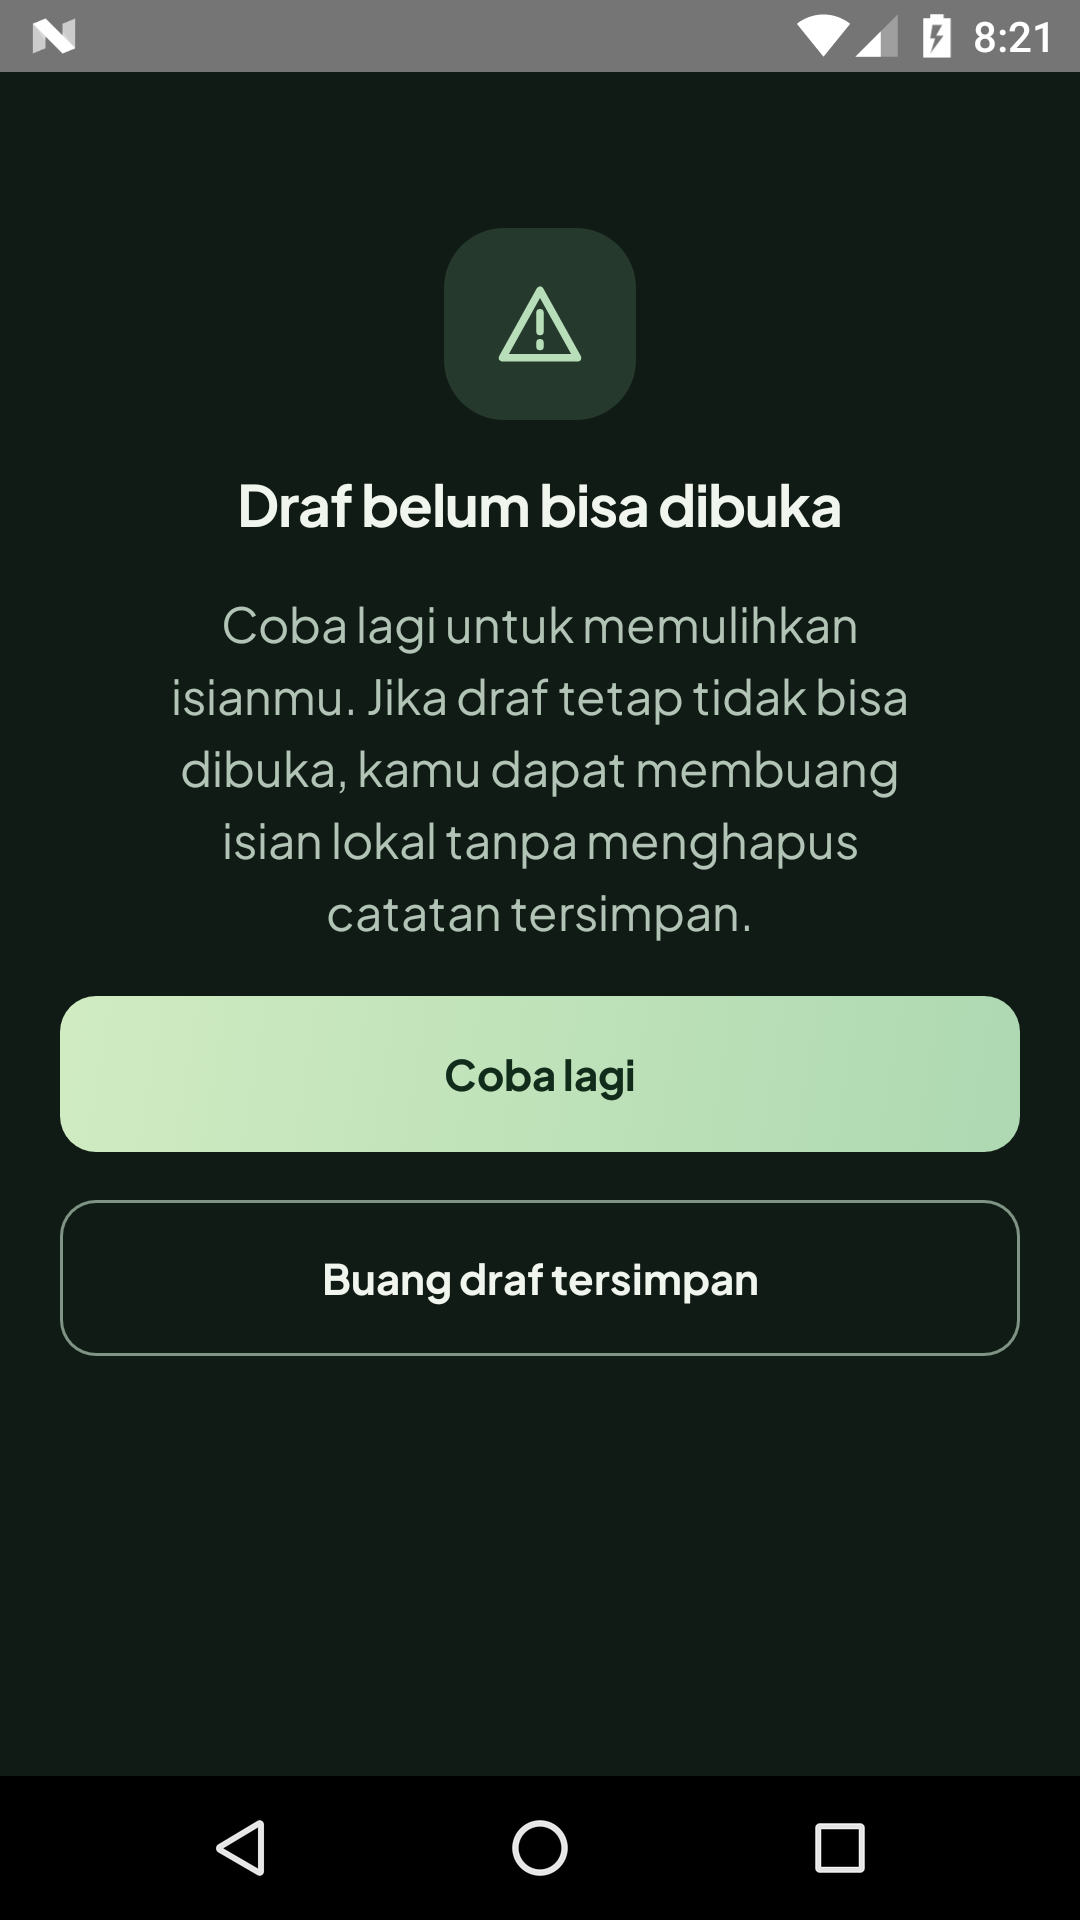 8:21
Draf belum bisa dibuka
Coba lagi untuk memulihkan
isianmu. Jika draf tetap tidak bisa
dibuka, kamu dapat membuang
isian lokal tanpa menghapus
catatan tersimpan.
Coba lagi
Buang draf tersimpan